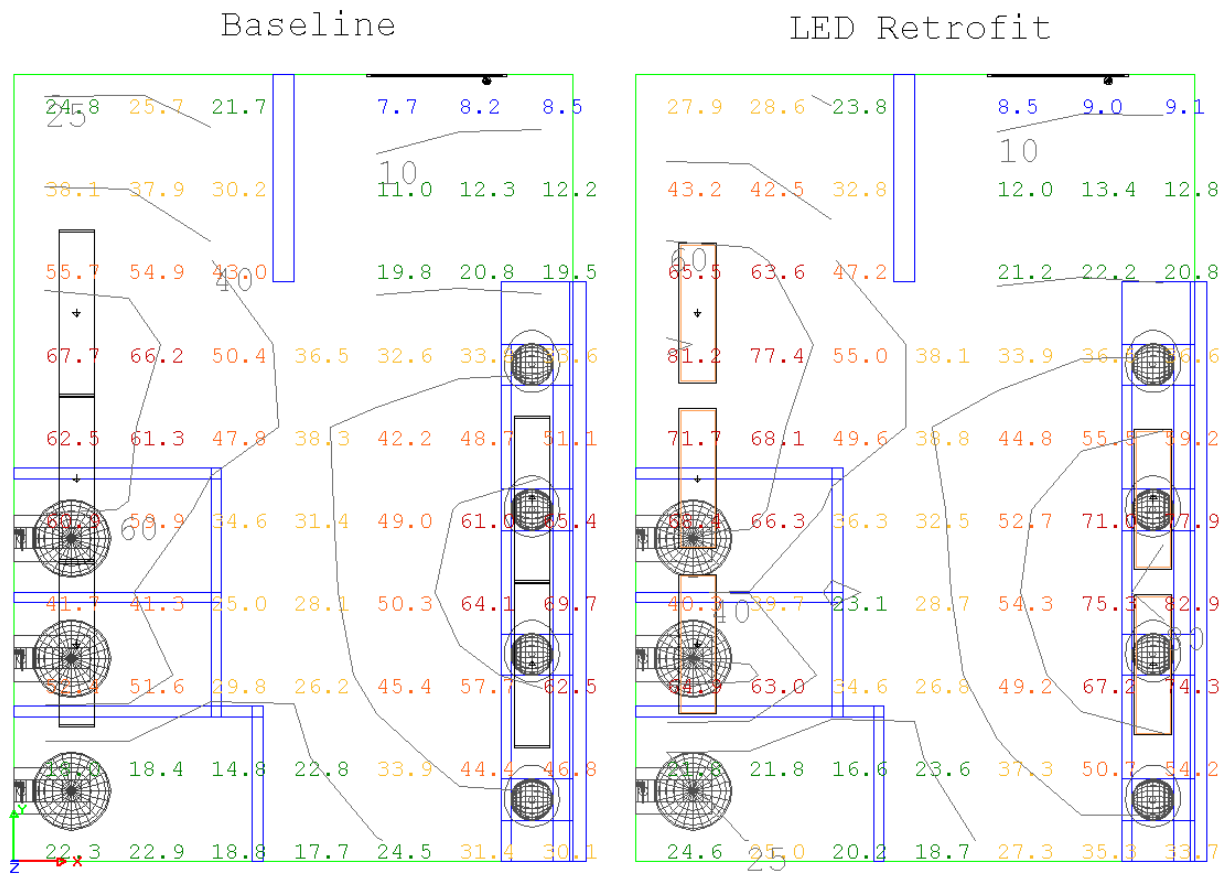 Baseline LED Retrofit
24.8 25.7 21.7 7.7 8.2 8.5 27.9 28.6 23.8 8.5 9.0 9.1
25
10 10
38.1 37.9 30.2 11.0 12.3 12.2 43.2 42.5 32.8 12.0 13.4 12.8
55.7 54.9 43.0 19.8 20.8 19.5 65.5 63.6 47.2 21.2 22.2 20.8
40 60
67.7 66.2 50.4 36.5 32.6 81.2 77.4 55.0 38.1 33.9
62.5 61.3 47.8 38.3 42.2 48.7 51.1 71.7 68.1 49.6 38.8 44.8 59.2
60 59.9 34.6 31.4 49.0 61.0 65.4 66.3 36.3 32.5 52.7 71.0 77.9
41.7 41.3 25.0 28.1 50.3 64.1 69.7 39.7 23.1 28.7 54.3 75.3 82.9
40
51.6 29.8 26.2 45.4 57.7 62.5 64.9 63.0 34.6 26.8 49.2 67.2 74.3
18.4 14.8 22.8 33.9 44.4 46.8 21.8 16.6 23.6 37.3 50.7 54.2
22.3 22.9 18.8 17.7 24.5 31.4 30.1 24.6 25.0 20.2 18.7 27.3 35.3 33.7
25
Y
Z X